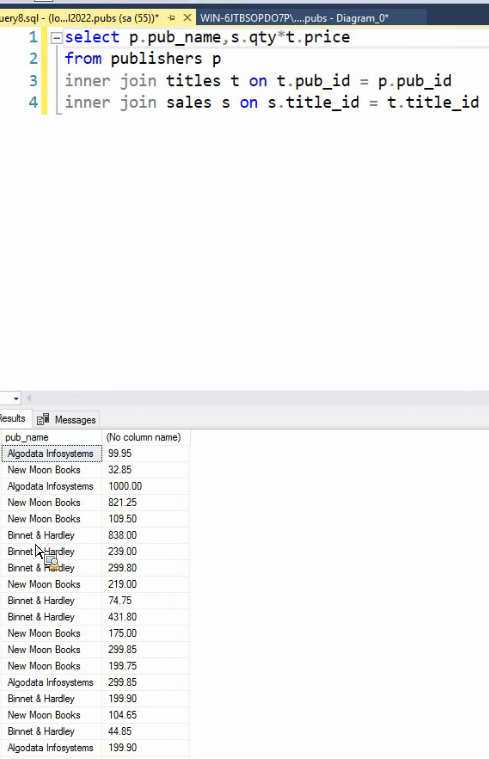 uery8.sql - (lo...l2022.pubs (sa (55))* WIN-6JTBSOPDO7P\....pubs - Diagram_0*
1 select p.pub_name,s.qty*t.price
2 from publishers p
3 inner join titles t on t.pub_id = p.pub_id
4 inner join sales s on s.title_id = t.title_id
Results Messages
pub_name (No column name)
Algodata Infosystems 99.95
New Moon Books 32.85
Algodata Infosystems 1000.00
New Moon Books 821.25
New Moon Books 109.50
Binnet & Hardley 838.00
Binnet & Hardley 239.00
Binnet & Hardley 299.80
New Moon Books 219.00
Binnet & Hardley 74.75
Binnet & Hardley 431.80
New Moon Books 175.00
New Moon Books 299.85
New Moon Books 199.75
Algodata Infosystems 299.85
Binnet & Hardley 199.90
New Moon Books 104.65
Binnet & Hardley 44.85
Algodata Infosystems 199.90